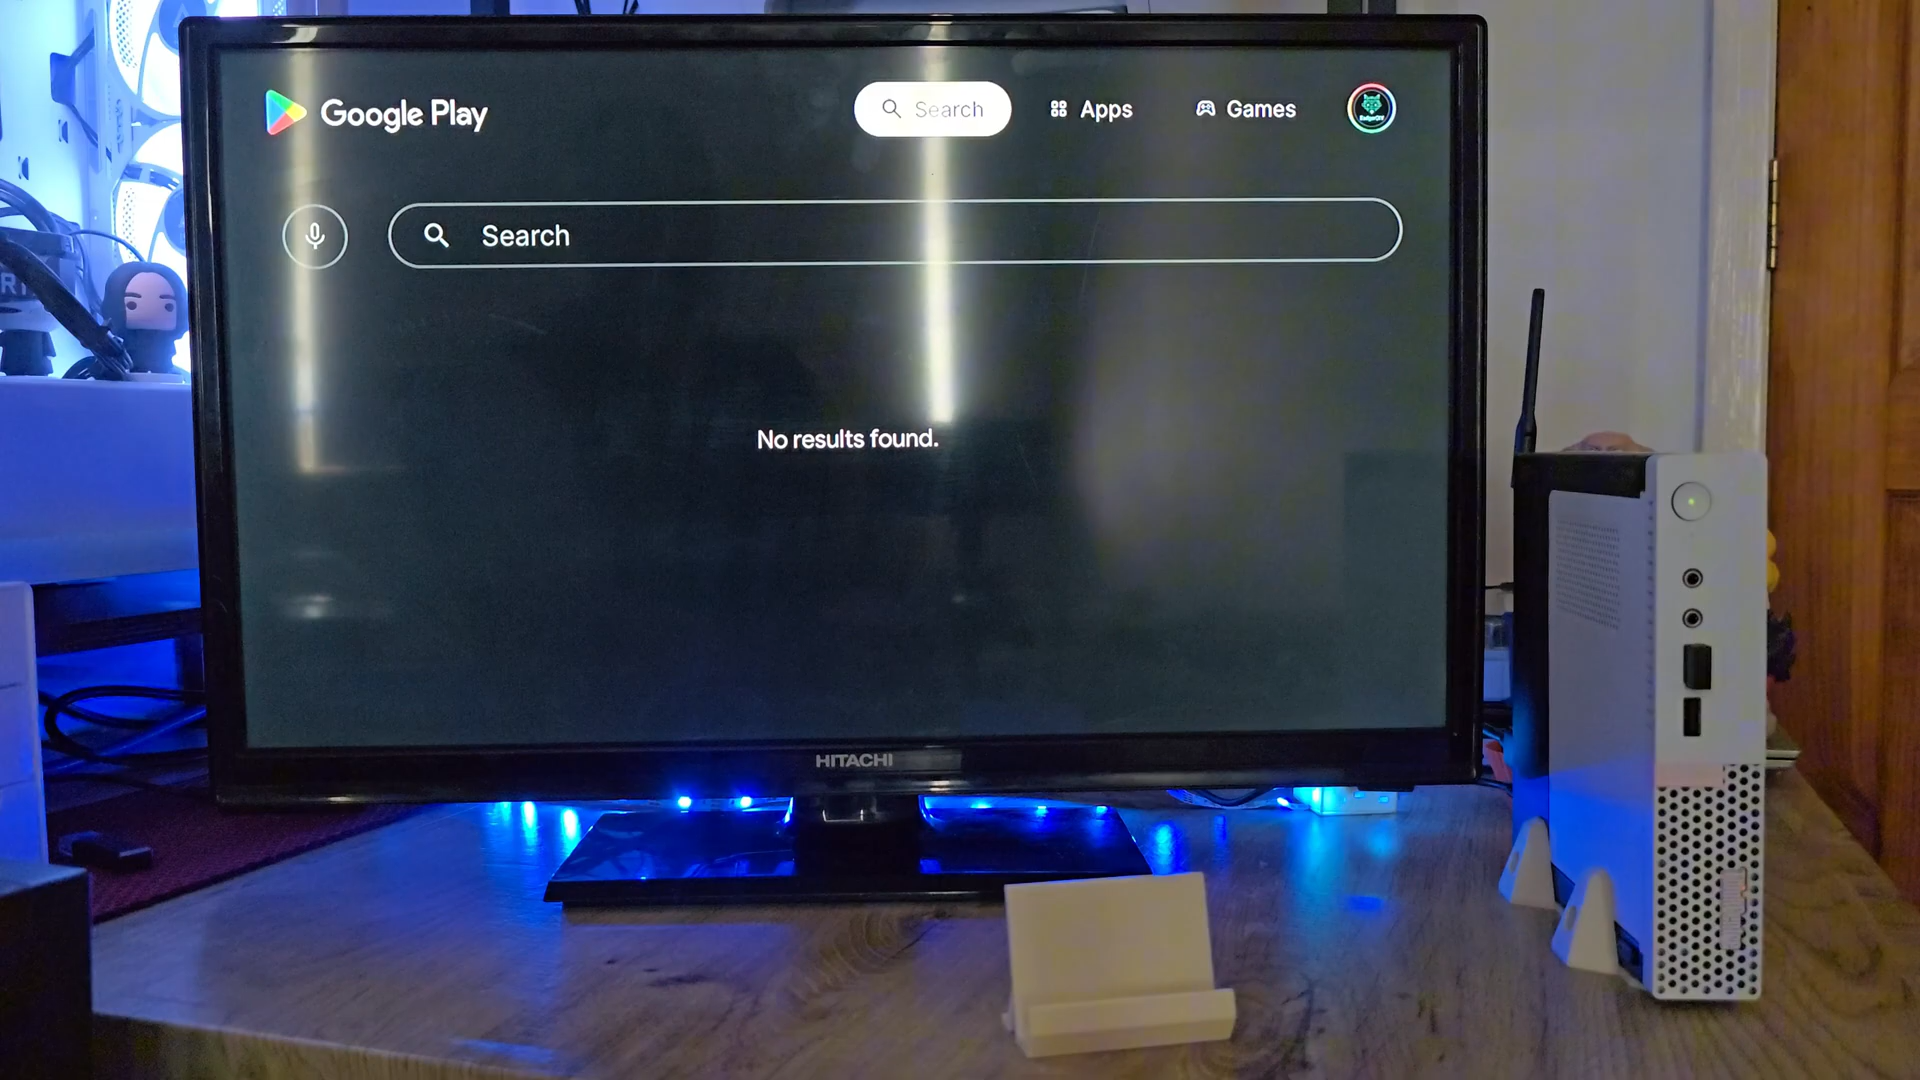 Google Play
Search
Apps
Games
Search
No results found.
HITACHI